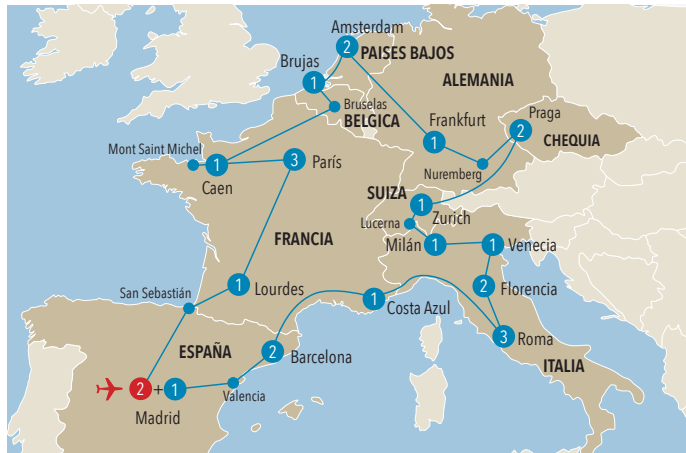 Amsterdam
2
PAISES BAJOS
Brujas
1
ALEMANIA
Bruselas
BELGICA
Frankfurt
1
Praga
2
CHEQUIA
Nuremberg
Mont Saint Michel
1
Caen
3
París
SUIZA
1
Zurich
Lucerna
Milán
1
1
Venecia
FRANCIA
2
Florencia
1
Lourdes
San Sebastián
1
Costa Azul
3
Roma
ITALIA
ESPAÑA
2
Barcelona
2 + 1
Madrid
Valencia